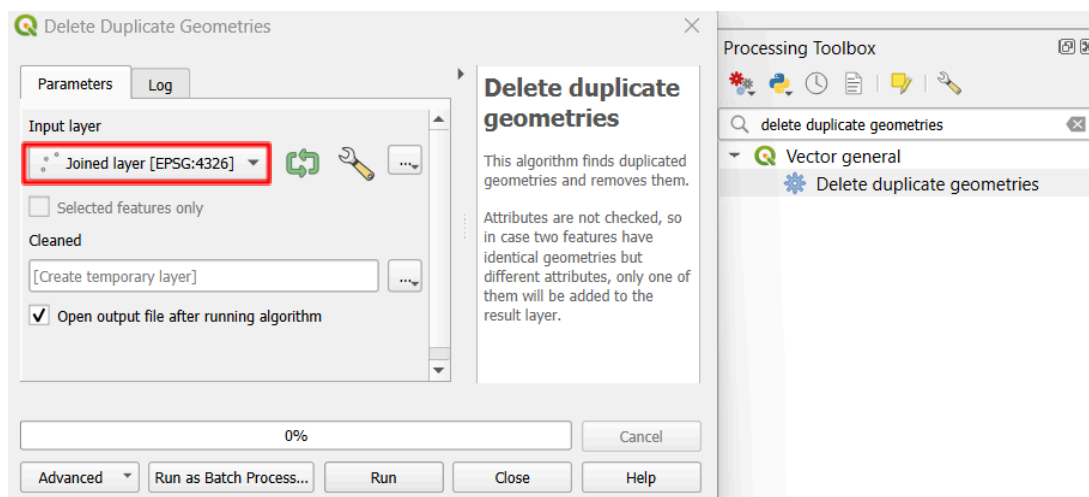 Delete Duplicate Geometries
Parameters
Log
Input layer
Joined layer [EPSG:4326]
...
Selected features only
Cleaned
[Create temporary layer]
...
Open output file after running algorithm
Delete duplicate
geometries
This algorithm finds duplicated
geometries and removes them.
Attributes are not checked, so
in case two features have
identical geometries but
different attributes, only one of
them will be added to the
result layer.
0%
Cancel
Advanced
Run as Batch Process...
Run
Close
Help
Processing Toolbox
delete duplicate geometries
Vector general
Delete duplicate geometries